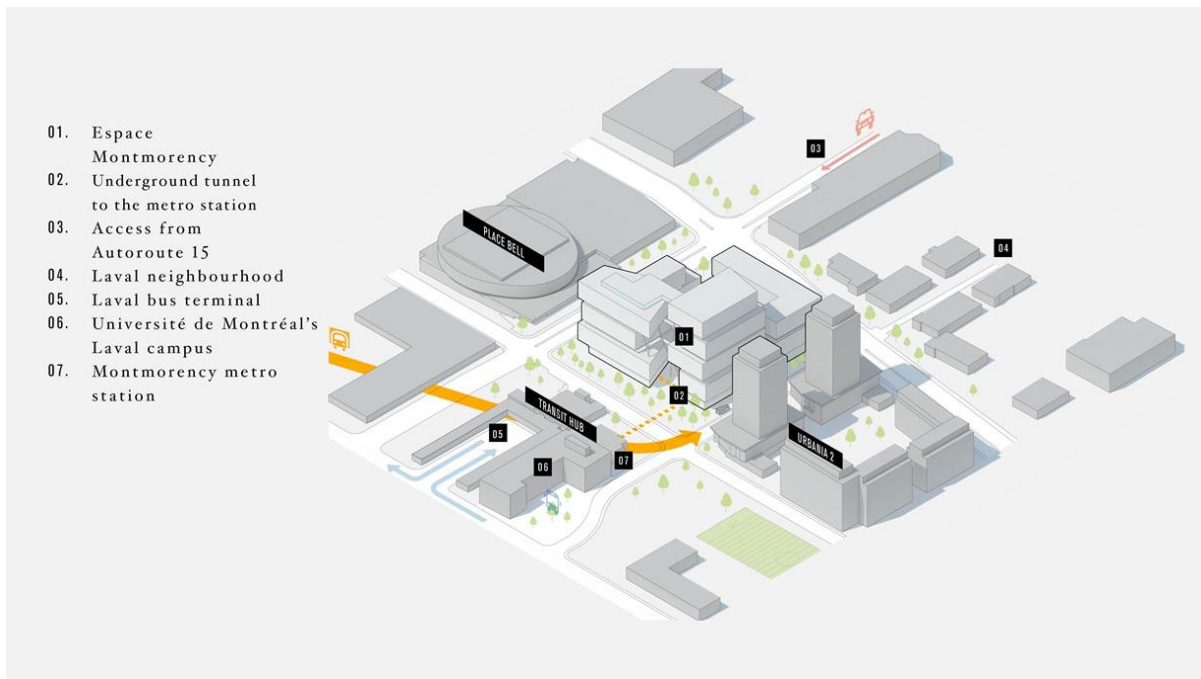 01. Espace
Montmorency
02. Underground tunnel
to the metro station
03. Access from
Autoroute 15
04. Laval neighbourhood
05. Laval bus terminal
06. Université de Montréal's
Laval campus
07. Montmorency metro
station
03
PLACE BELL
04
01
02
TRANSIT HUB
05
URBANIA 2
07
06